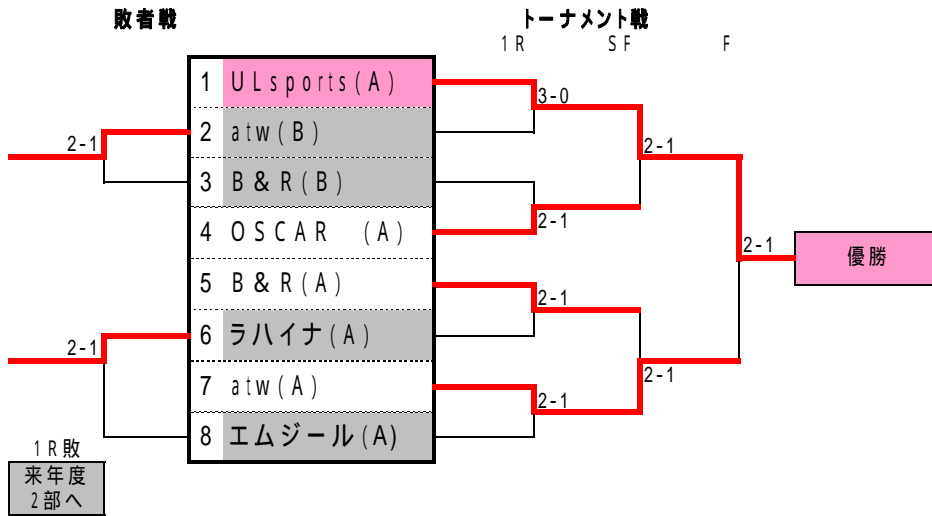 敗者戦
トーナメント戦
1R SF F
1 ULsports(A)
3-0
2 atw(B)
2-1
2-1
3 B&R(B)
2-1
4 OSCAR (A)
2-1
優勝
5 B&R(A)
2-1
6 ラハイナ(A)
2-1
2-1
7 atw(A)
2-1
8 エムジール(A)
1R敗
来年度
2部へ